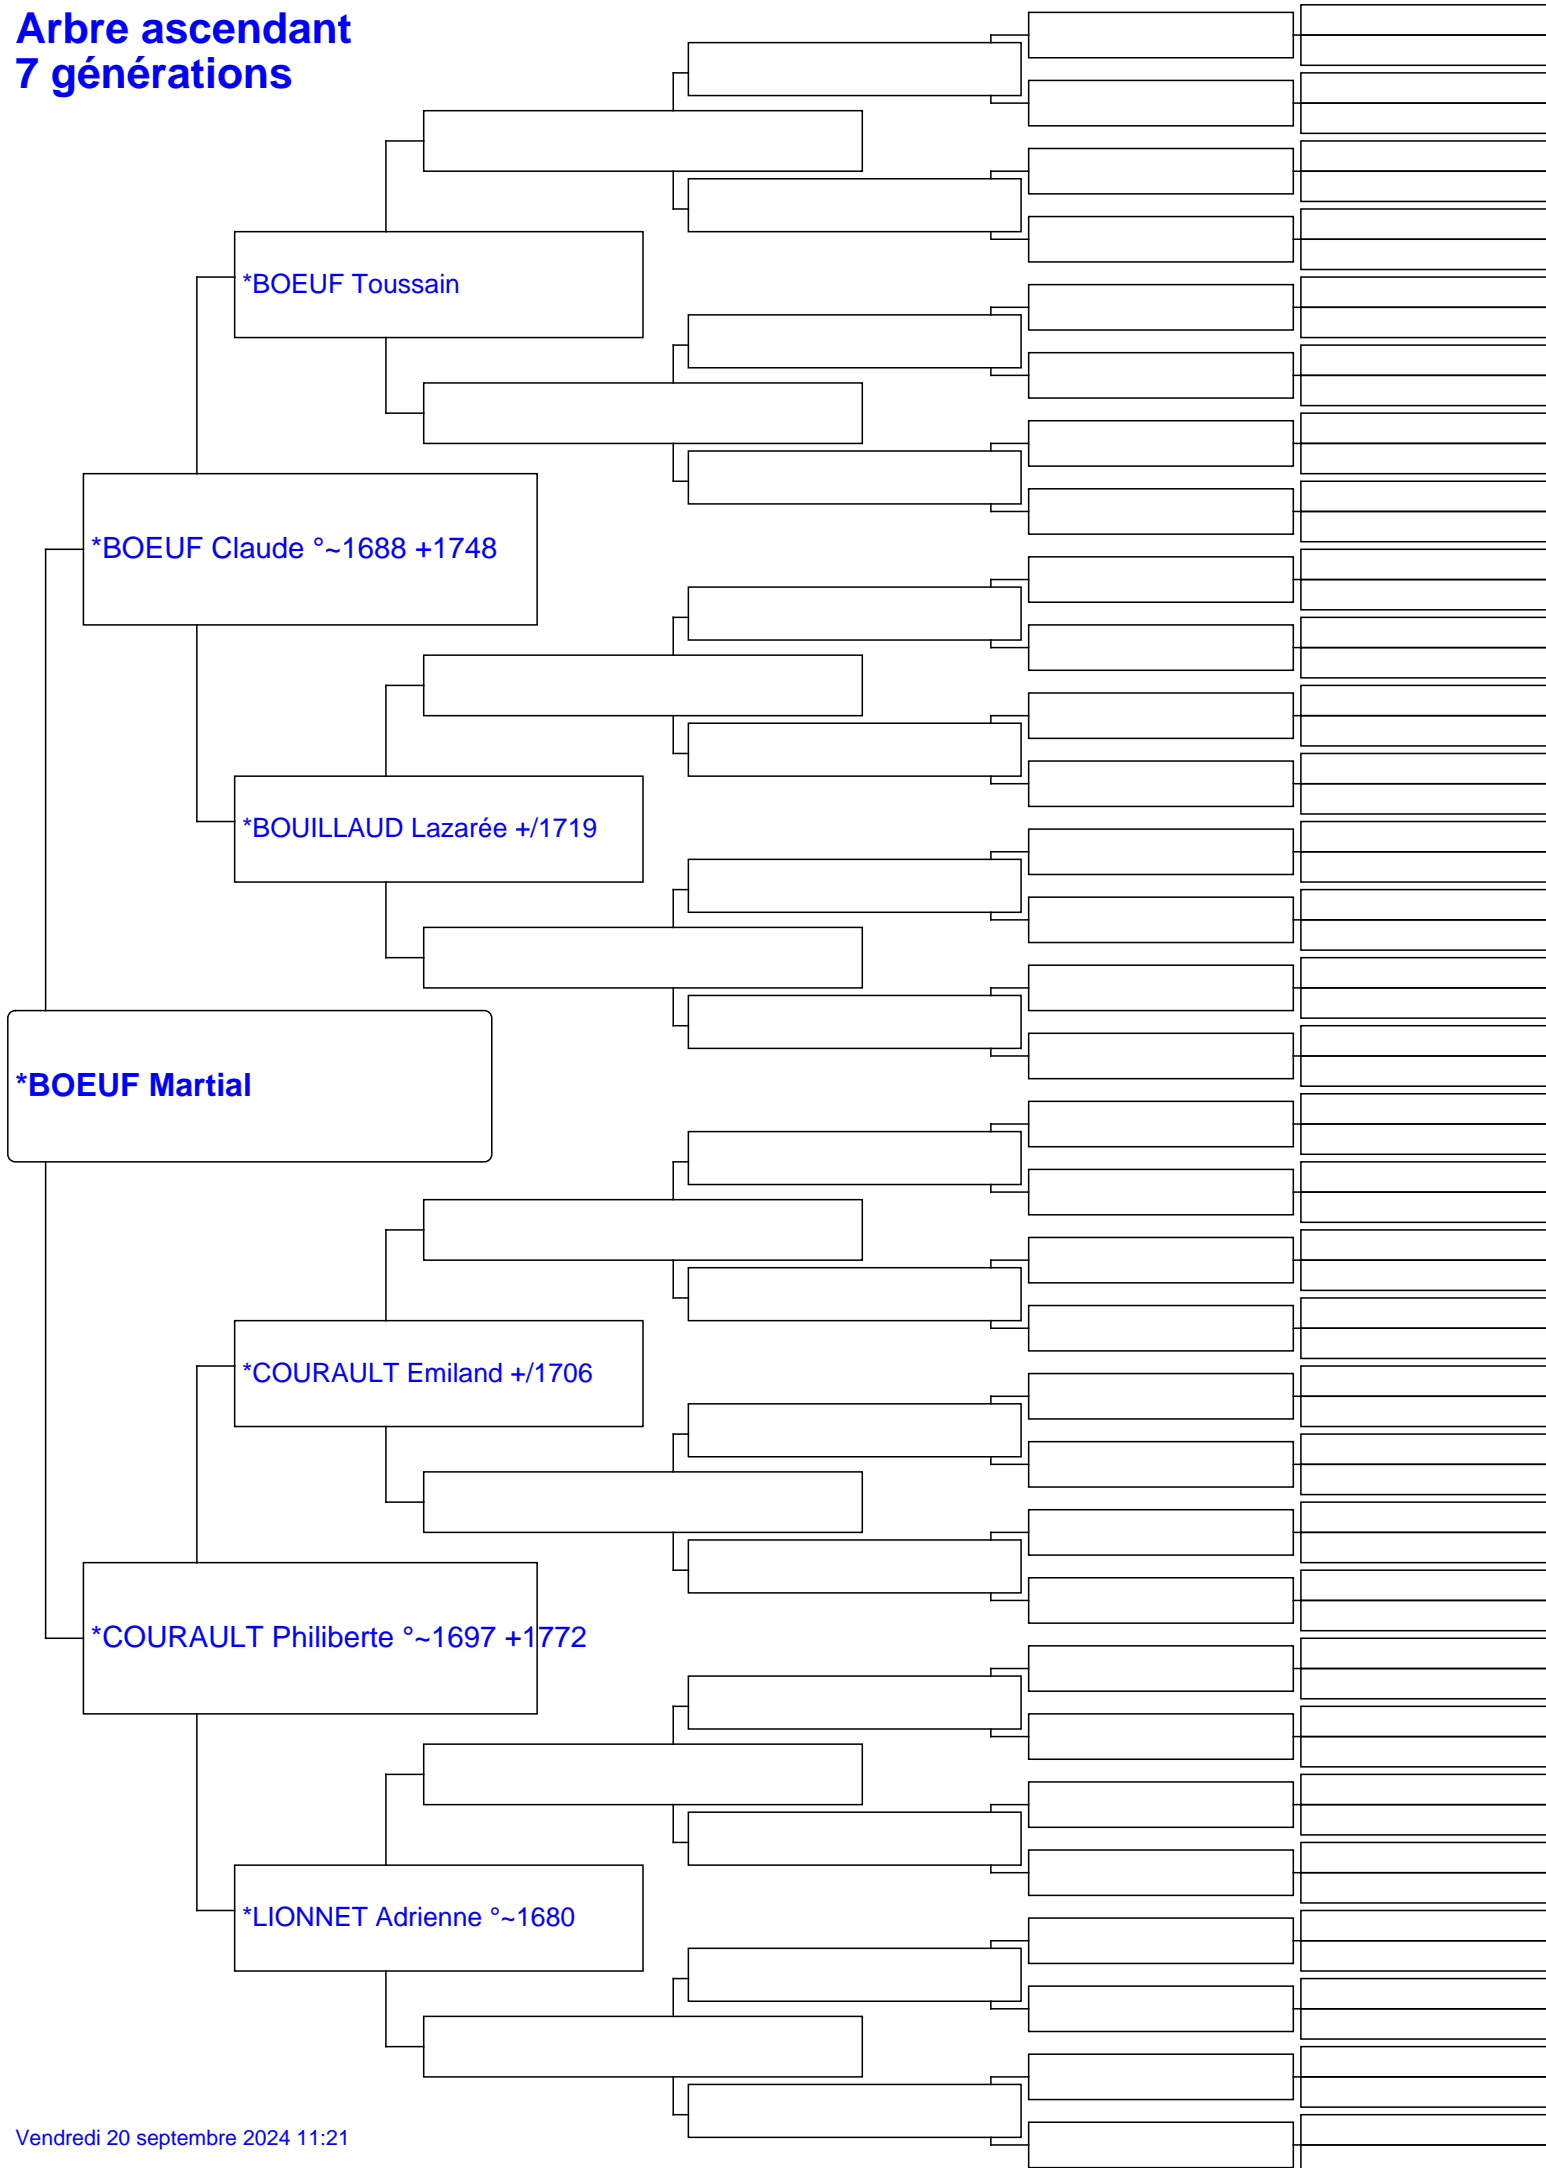 Arbre ascendant
7 générations
*BOEUF Toussain
*BOEUF Claude °~1688 +1748
*BOUILLAUD Lazarée +/1719
*BOEUF Martial
*COURAULT Emiland +/1706
*COURAULT Philiberte °~1697 +1772
*LIONNET Adrienne °~1680
Vendredi 20 septembre 2024 11:21